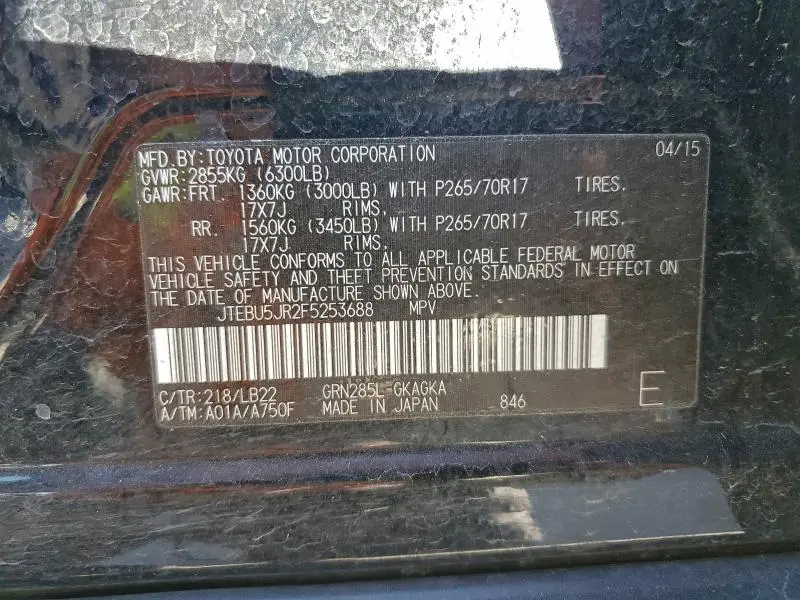 MFD.BY:TOYOTA MOTOR CORPORATION 04/15
GVWR:2855KG (6300LB)
GAWR:FRT. 1360KG (3000LB) WITH P265/70R17 TIRES.
17X7J RIMS,
RR. 1560KG (3450LB) WITH P265/70R17 TIRES.
17X7J RIMS,
THIS VEHICLE CONFORMS TO ALL APPLICABLE FEDERAL MOTOR
VEHICLE SAFETY AND THEFT PREVENTION STANDARDS IN EFFECT ON
THE DATE OF MANUFACTURE SHOWN ABOVE.
JTEBU5JR2F5253688 MPV
C/TR:218/LB22 GRN285L-GKAGKA E
A/TM:A01A/A750F MADE IN JAPAN 846